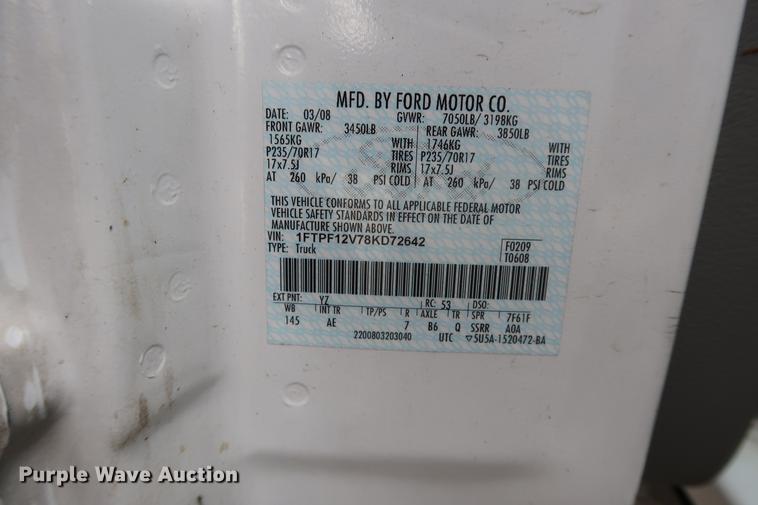 MFD. BY FORD MOTOR CO.
DATE: 03/08 GVWR: 7050LB/ 3198KG
FRONT GAWR: 3450LB REAR GAWR: 3850LB
1565KG WITH 1746KG WITH
P235/70R17 TIRES P235/70R17 TIRES
17x7.5J RIMS 17x7.5J RIMS
AT 260 kPa/ 38 PSI COLD AT 260 kPa/ 38 PSI COLD
THIS VEHICLE CONFORMS TO ALL APPLICABLE FEDERAL MOTOR
VEHICLE SAFETY STANDARDS IN EFFECT ON THE DATE OF
MANUFACTURE SHOWN ABOVE.
VIN: 1FTPF12V78KD72642 F0209
TYPE: Truck T0608
EXT PNT: YZ RC: 53 DSO:
WB INT TR TP/PS R AXLE TR SPR 7F61F
145 AE 7 B6 Q SSRR A0A
2200803203040 UTC ▽5U5A-1520472-BA
Purple Wave Auction